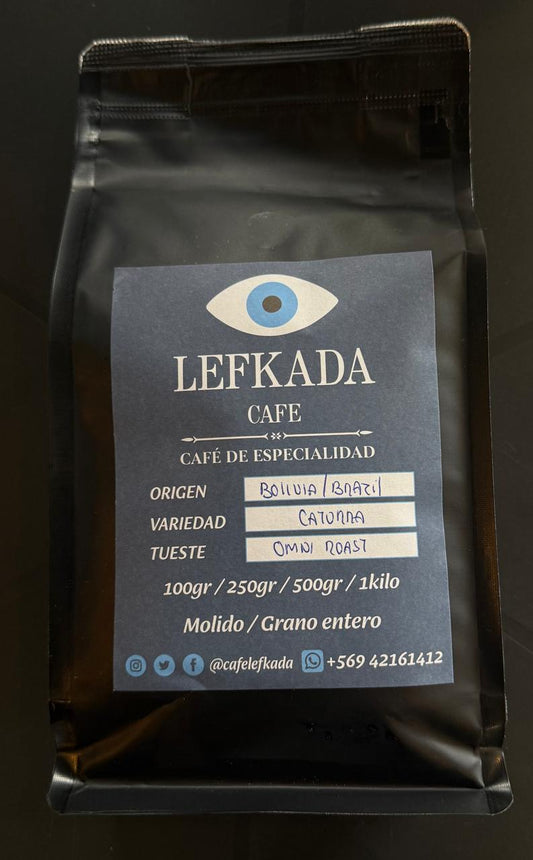 LEFKADA
CAFE
CAFÉ DE ESPECIALIDAD
ORIGEN BOLIVIA/BRAZIL
VARIEDAD CATURRA
TUESTE OMNI ROAST
100gr / 250gr / 500gr / 1kilo
Molido / Grano entero
@cafelefkada +569 42161412